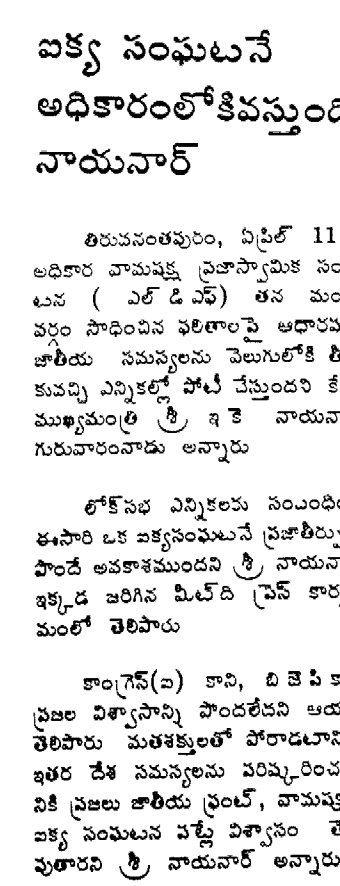 ఐక్య సంఘటనే
అధికారంలోకివస్తుంది
నాయనార్
తిరువనంతపురం, ఏప్రిల్ 11
అధికార వామపక్ష ప్రజాస్వామిక సం
టన ( ఎల్ డి ఎఫ్) తన మం
వర్గం సాధించిన ఫలితాలపై ఆధారప
జాతీయ సమస్యలను వెలుగులోకి తీ
కువచ్చి ఎన్నికల్లో పోటీ చేస్తుందని కే
ముఖ్యమంత్రి శ్రీ ఇ కె నాయనా
గురువారంనాడు అన్నారు
లోక్‌సభ ఎన్నికలకు సంబంధిం
ఈసారి ఒక ఐక్యసంఘటనే ప్రజాతీర్పు
పొందే అవకాశముందని శ్రీ నాయనా
ఇక్కడ జరిగిన మీట్‌ది ప్రెస్ కార్య
మంలో తెలిపారు
కాంగ్రెస్(ఐ) కాని, బి జె పి కా
ప్రజల విశ్వాసాన్ని పొందలేదని ఆయ
తెలిపారు మతశక్తులతో పోరాడటాని
ఇతర దేశ సమస్యలను పరిష్కరించ
నికి ప్రజలు జాతీయ ఫ్రంట్, వామపక్ష
ఐక్య సంఘటన పట్లే విశ్వాసం తె
వుతారని శ్రీ నాయనార్ అన్నారు